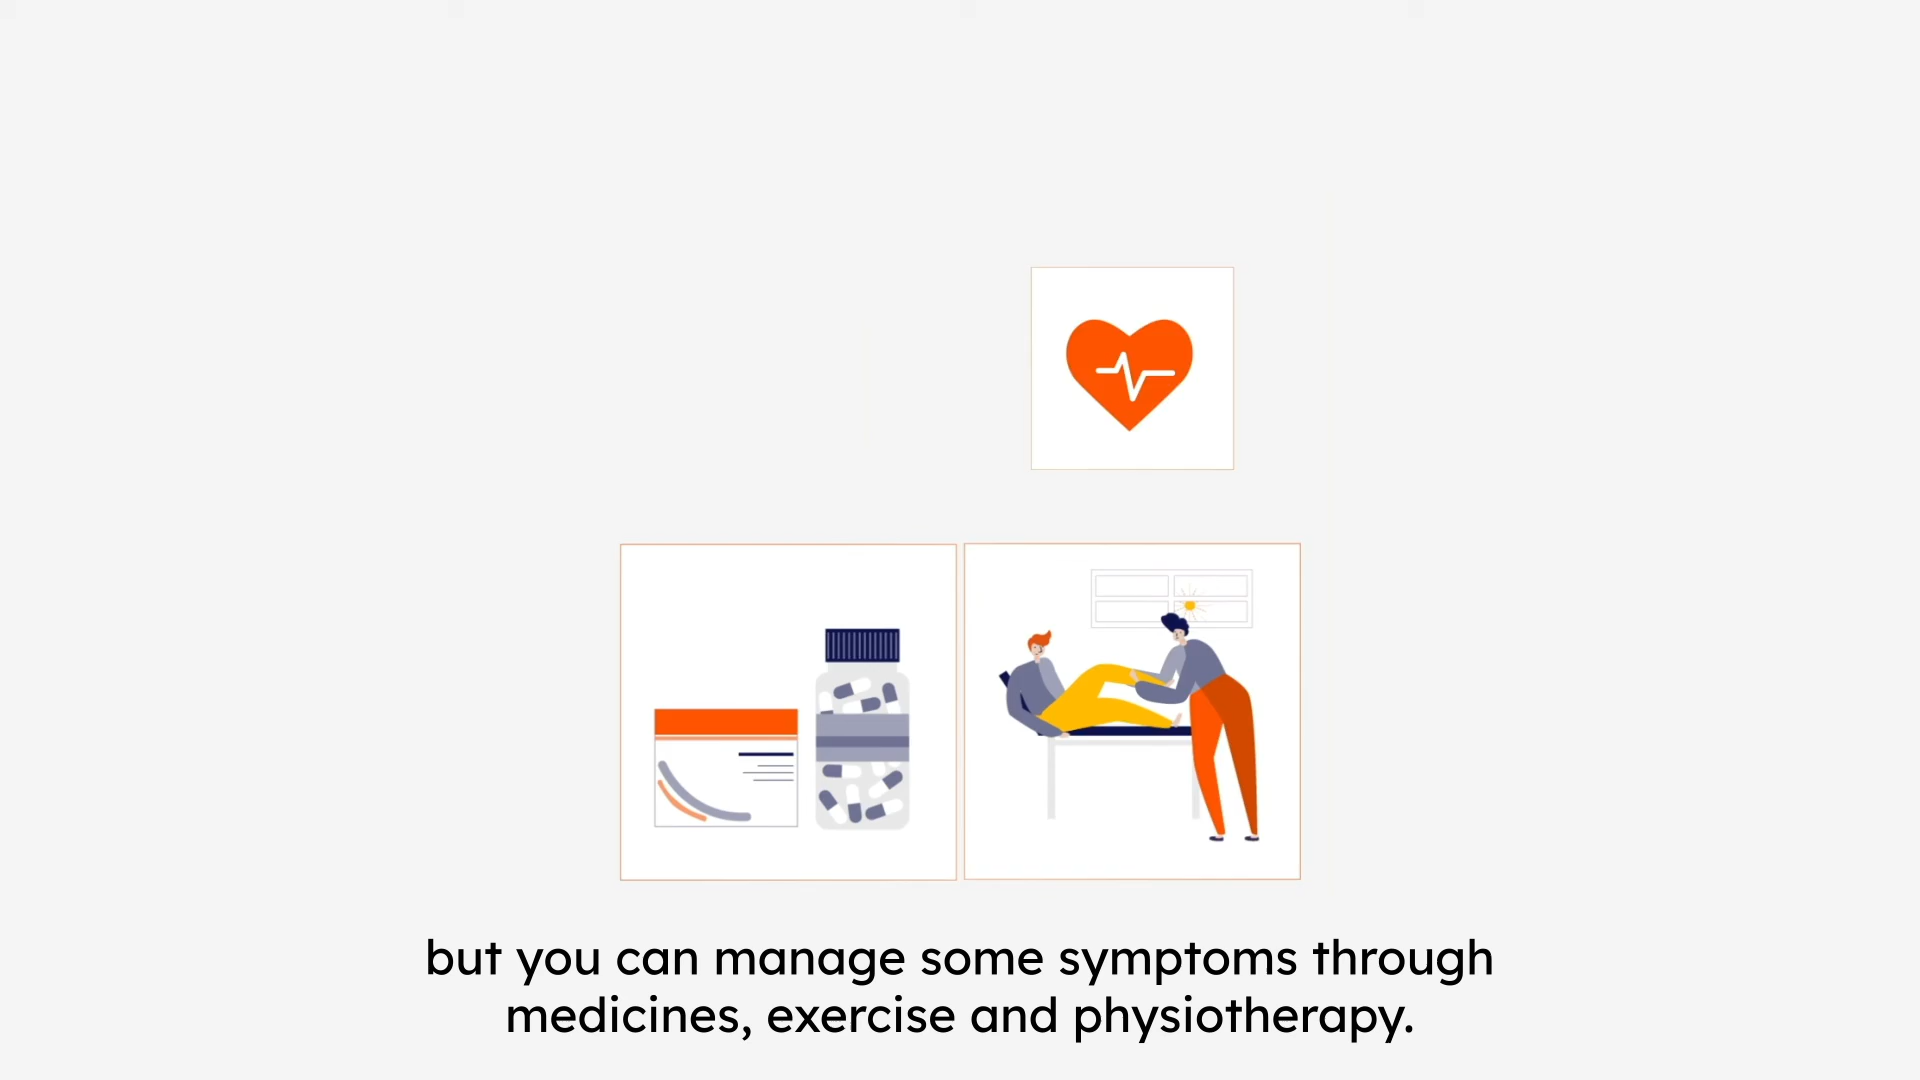 but you can manage some symptoms through
medicines, exercise and physiotherapy.